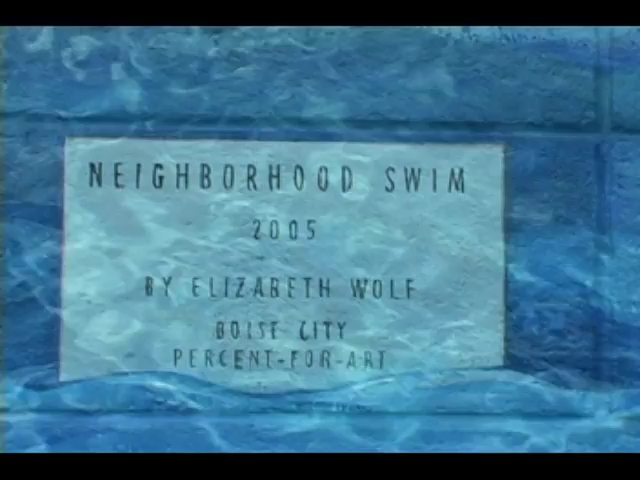 NEIGHBORHOOD SWIM
2005
BY ELIZABETH WOLF
BOISE CITY
PERCENT-FOR-ART